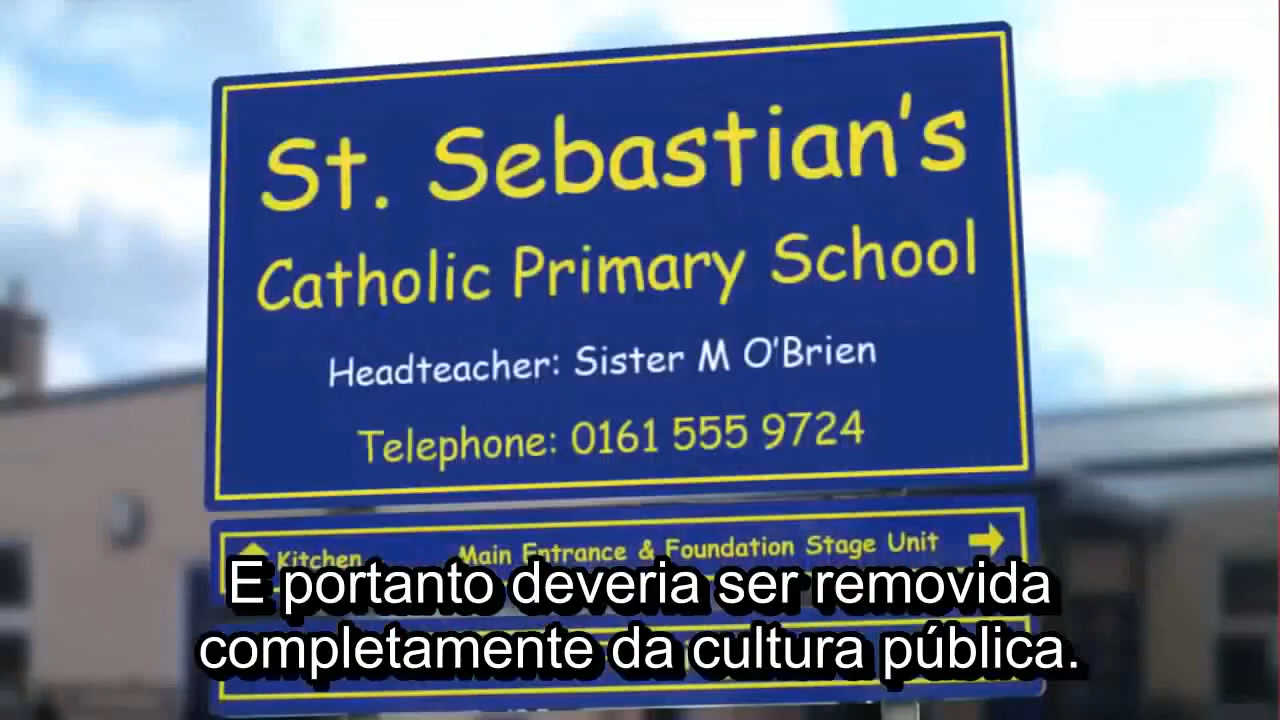 St. Sebastian's
Catholic Primary School
Headteacher: Sister M O'Brien
Telephone: 0161 555 9724
Kitchen
Main Entrance & Foundation Stage Unit
E portanto deveria ser removida
completamente da cultura pública.